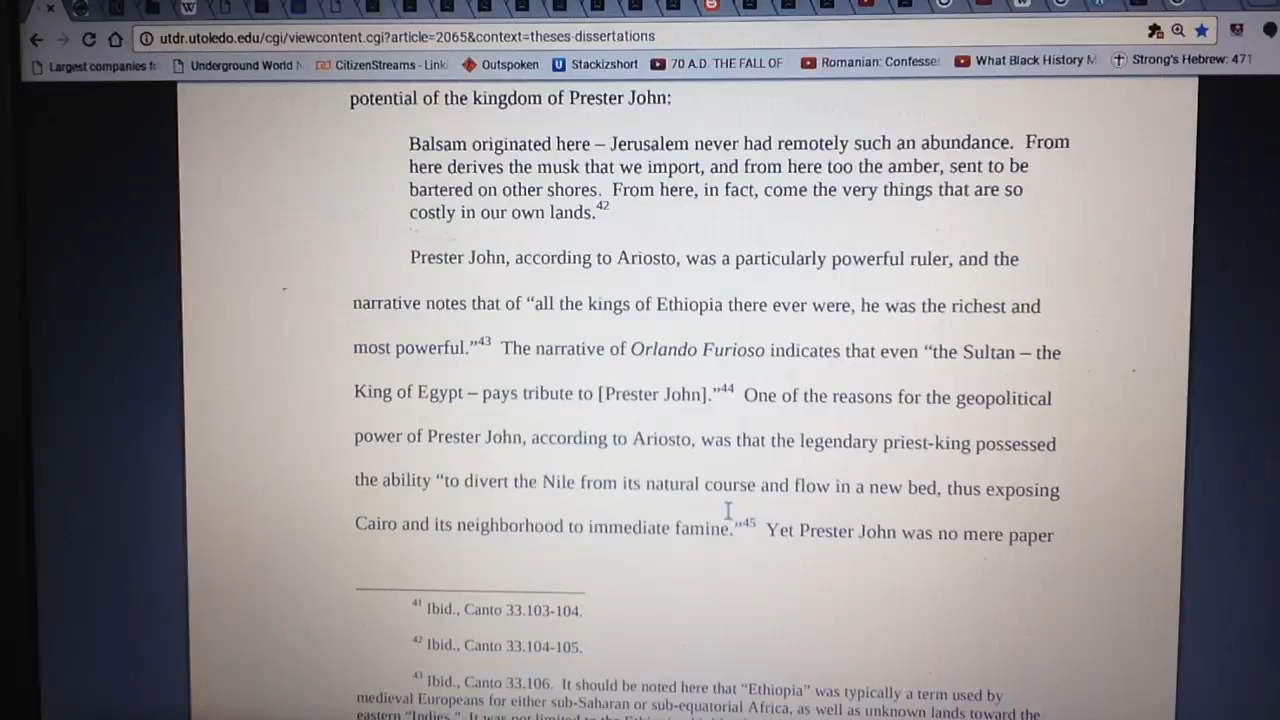 utdr.utoledo.edu/cgi/viewcontent.cgi?article=2065&context=theses-dissertations
Largest companies Underground World CitizenStreams - Link Outspoken Stackizshort 70 A.D. THE FALL OF Romanian: Confesse What Black History M Strong's Hebrew: 471
potential of the kingdom of Prester John:
Balsam originated here – Jerusalem never had remotely such an abundance. From
here derives the musk that we import, and from here too the amber, sent to be
bartered on other shores. From here, in fact, come the very things that are so
costly in our own lands.42
Prester John, according to Ariosto, was a particularly powerful ruler, and the
narrative notes that of “all the kings of Ethiopia there ever were, he was the richest and
most powerful.”43 The narrative of Orlando Furioso indicates that even “the Sultan – the
King of Egypt – pays tribute to [Prester John].”44 One of the reasons for the geopolitical
power of Prester John, according to Ariosto, was that the legendary priest-king possessed
the ability “to divert the Nile from its natural course and flow in a new bed, thus exposing
Cairo and its neighborhood to immediate famine.”45 Yet Prester John was no mere paper
41 Ibid., Canto 33.103-104.
42 Ibid., Canto 33.104-105.
43 Ibid., Canto 33.106. It should be noted here that “Ethiopia” was typically a term used by
medieval Europeans for either sub-Saharan or sub-equatorial Africa, as well as unknown lands toward the
eastern “Indies.” It was not limited to the